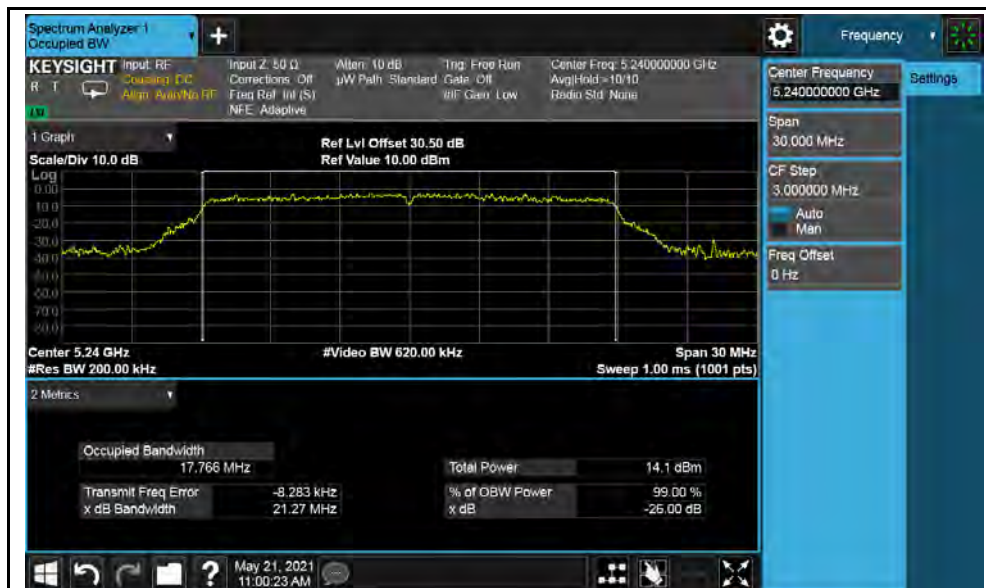 Spectrum Analyzer 1
Occupied BW
Frequency
KEYSIGHT
R T
Input: RF
Coupling: DC
Align: Auto/No RF
Input Z: 50 Ω
Corrections: Off
Freq Ref: Int (S)
NFE: Adaptive
Atten: 10 dB
µW Path: Standard
Trig: Free Run
Gate: Off
#IF Gain: Low
Center Freq: 5.240000000 GHz
Avg|Hold:>10/10
Radio Std: None
Center Frequency
5.240000000 GHz
Settings
Span
30.000 MHz
CF Step
3.000000 MHz
Auto
Man
Freq Offset
0 Hz
1 Graph
Scale/Div 10.0 dB
Ref Lvl Offset 30.50 dB
Ref Value 10.00 dBm
Log
0.00
-10.0
-20.0
-30.0
-40.0
-50.0
-60.0
-70.0
-80.0
Center 5.24 GHz
#Video BW 620.00 kHz
Span 30 MHz
#Res BW 200.00 kHz
Sweep 1.00 ms (1001 pts)
2 Metrics
Occupied Bandwidth
17.766 MHz
Total Power
14.1 dBm
Transmit Freq Error
-8.283 kHz
% of OBW Power
99.00 %
x dB Bandwidth
21.27 MHz
x dB
-26.00 dB
May 21, 2021
11:00:23 AM